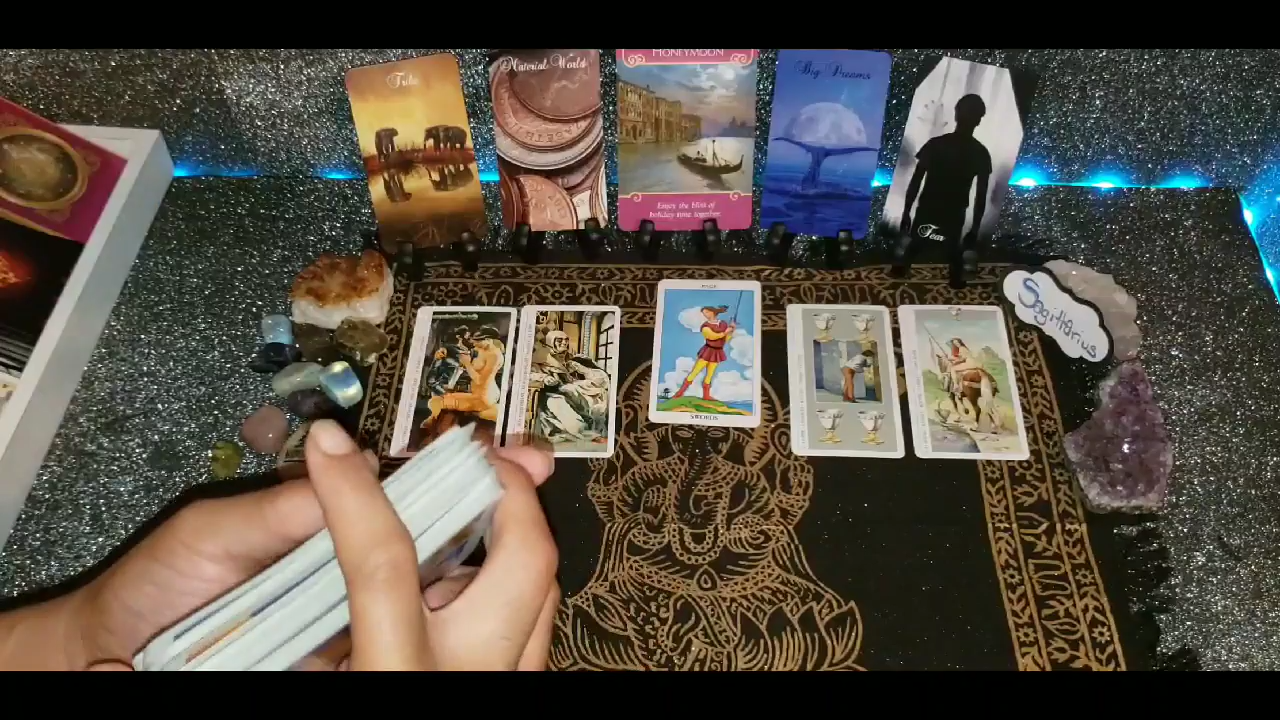 Tribe
Material World
HONEYMOON
Big Dreams
Enjoy the bliss of
holiday time together.
Fear
PAGE
SWORDS
Sagittarius